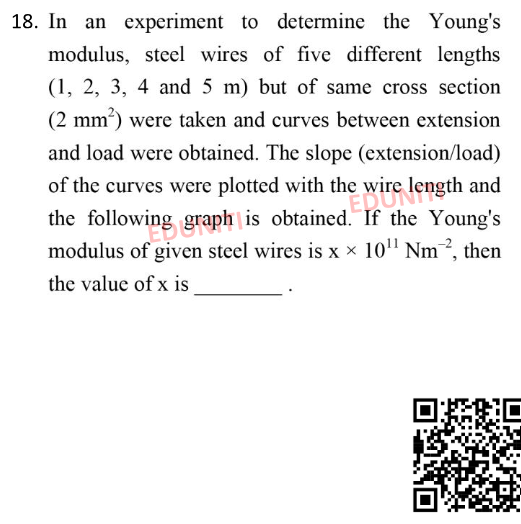 18. In an experiment to determine the Young's
modulus, steel wires of five different lengths
(1, 2, 3, 4 and 5 m) but of same cross section
(2 mm²) were taken and curves between extension
and load were obtained. The slope (extension/load)
of the curves were plotted with the wire length and
EDUNITI
the following graph is obtained. If the Young's
EDUNITI
modulus of given steel wires is x × 10¹¹ Nm⁻², then
the value of x is ________ .